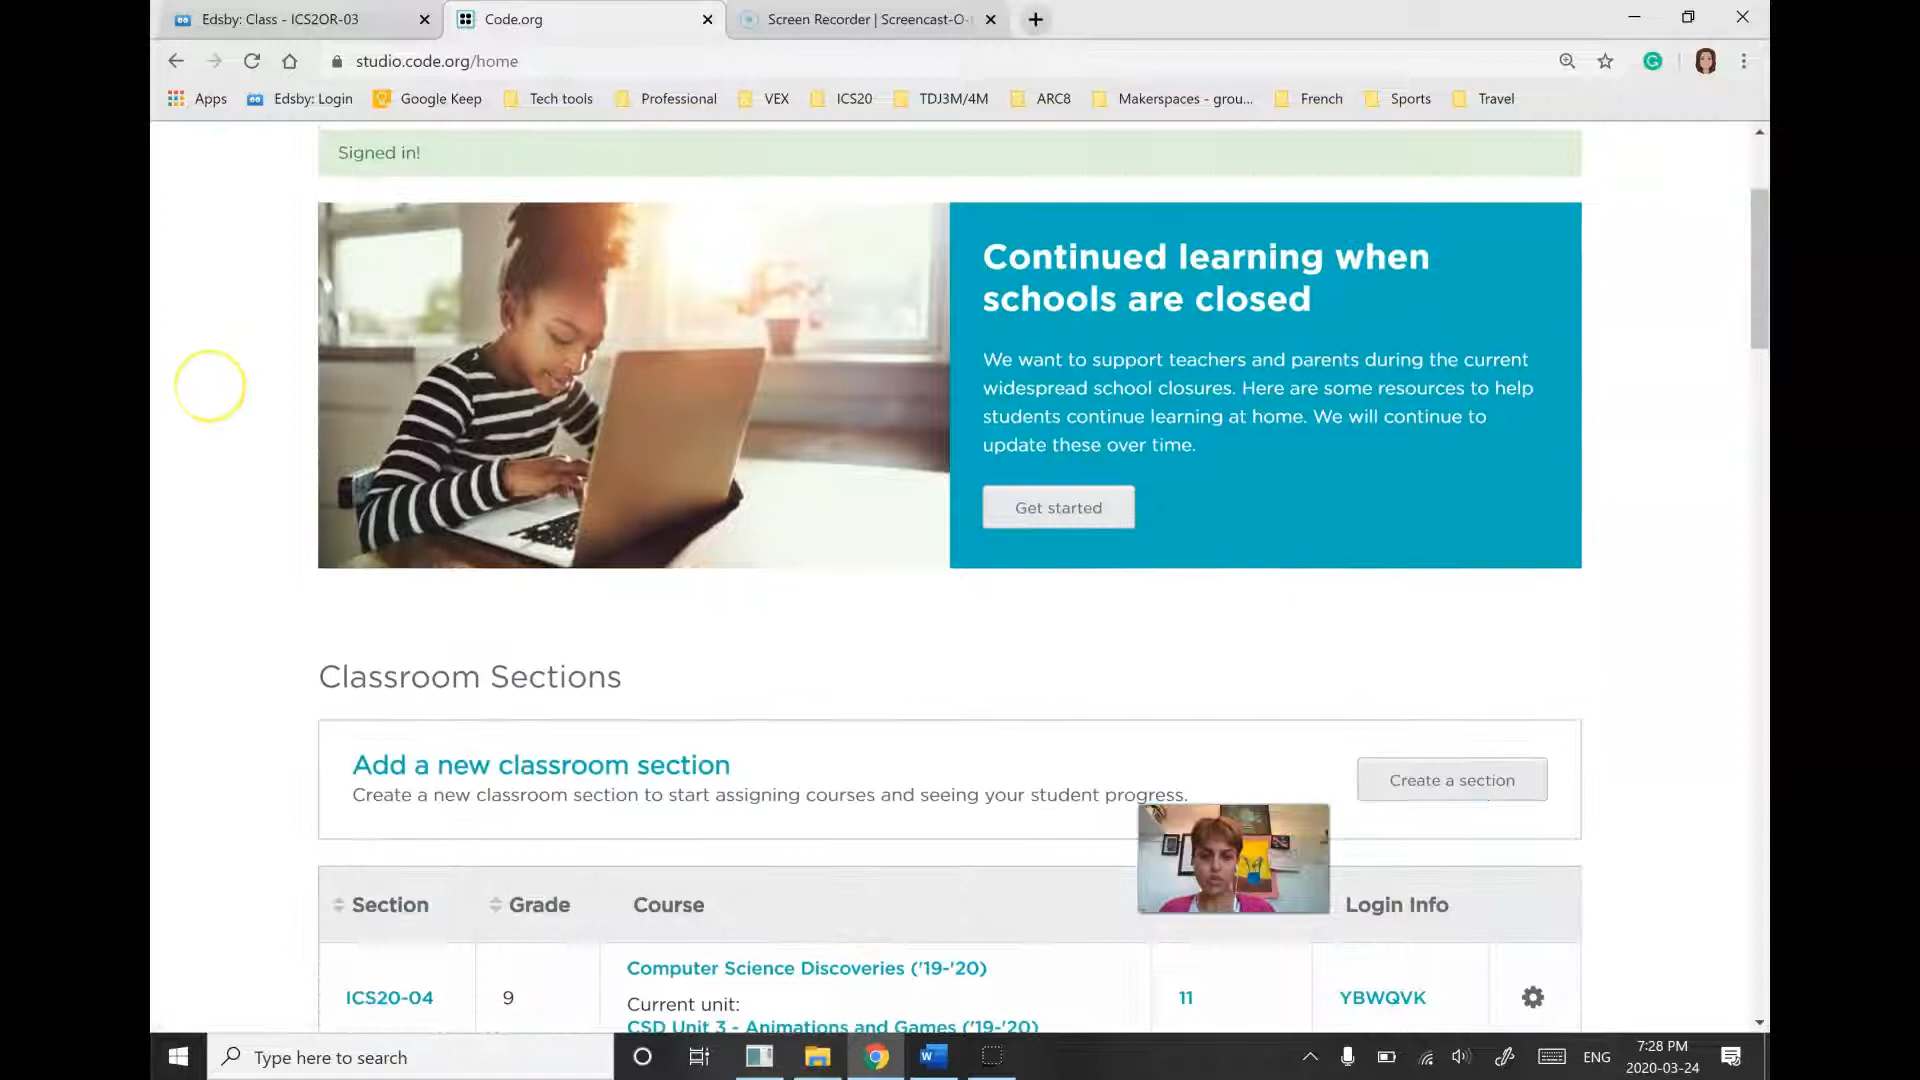 Edsby: Class - ICS2OR-03
Code.org
Screen Recorder | Screencast-O-
studio.code.org/home
Apps
Edsby: Login
Google Keep
Tech tools
Professional
VEX
ICS20
TDJ3M/4M
ARC8
Makerspaces - grou...
French
Sports
Travel
Signed in!
Continued learning when
schools are closed
We want to support teachers and parents during the current
widespread school closures. Here are some resources to help
students continue learning at home. We will continue to
update these over time.
Get started
Classroom Sections
Add a new classroom section
Create a new classroom section to start assigning courses and seeing your student progress.
Create a section
Section
Grade
Course
Login Info
Computer Science Discoveries ('19-'20)
ICS20-04
9
Current unit:
11
YBWQVK
CSD Unit 3 - Animations and Games ('19-'20)
Type here to search
ENG
7:28 PM
2020-03-24